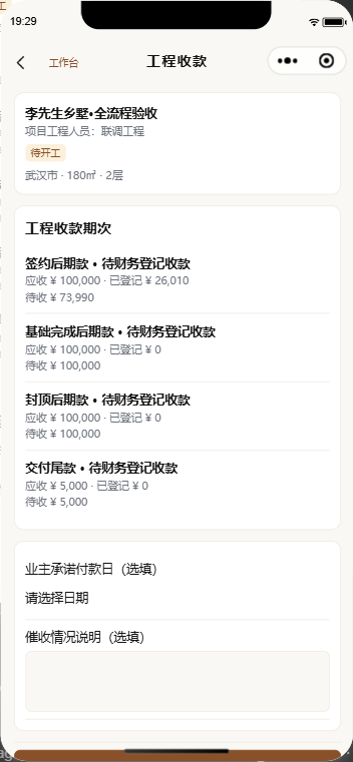 19:29
工作台
工程收款
李先生乡墅•全流程验收
项目工程人员：联调工程
待开工
武汉市 · 180㎡ · 2层
工程收款期次
签约后期款 • 待财务登记收款
应收 ¥ 100,000 · 已登记 ¥ 26,010
待收 ¥ 73,990
基础完成后期款 • 待财务登记收款
应收 ¥ 100,000 · 已登记 ¥ 0
待收 ¥ 100,000
封顶后期款 • 待财务登记收款
应收 ¥ 100,000 · 已登记 ¥ 0
待收 ¥ 100,000
交付尾款 • 待财务登记收款
应收 ¥ 5,000 · 已登记 ¥ 0
待收 ¥ 5,000
业主承诺付款日（选填）
请选择日期
催收情况说明（选填）